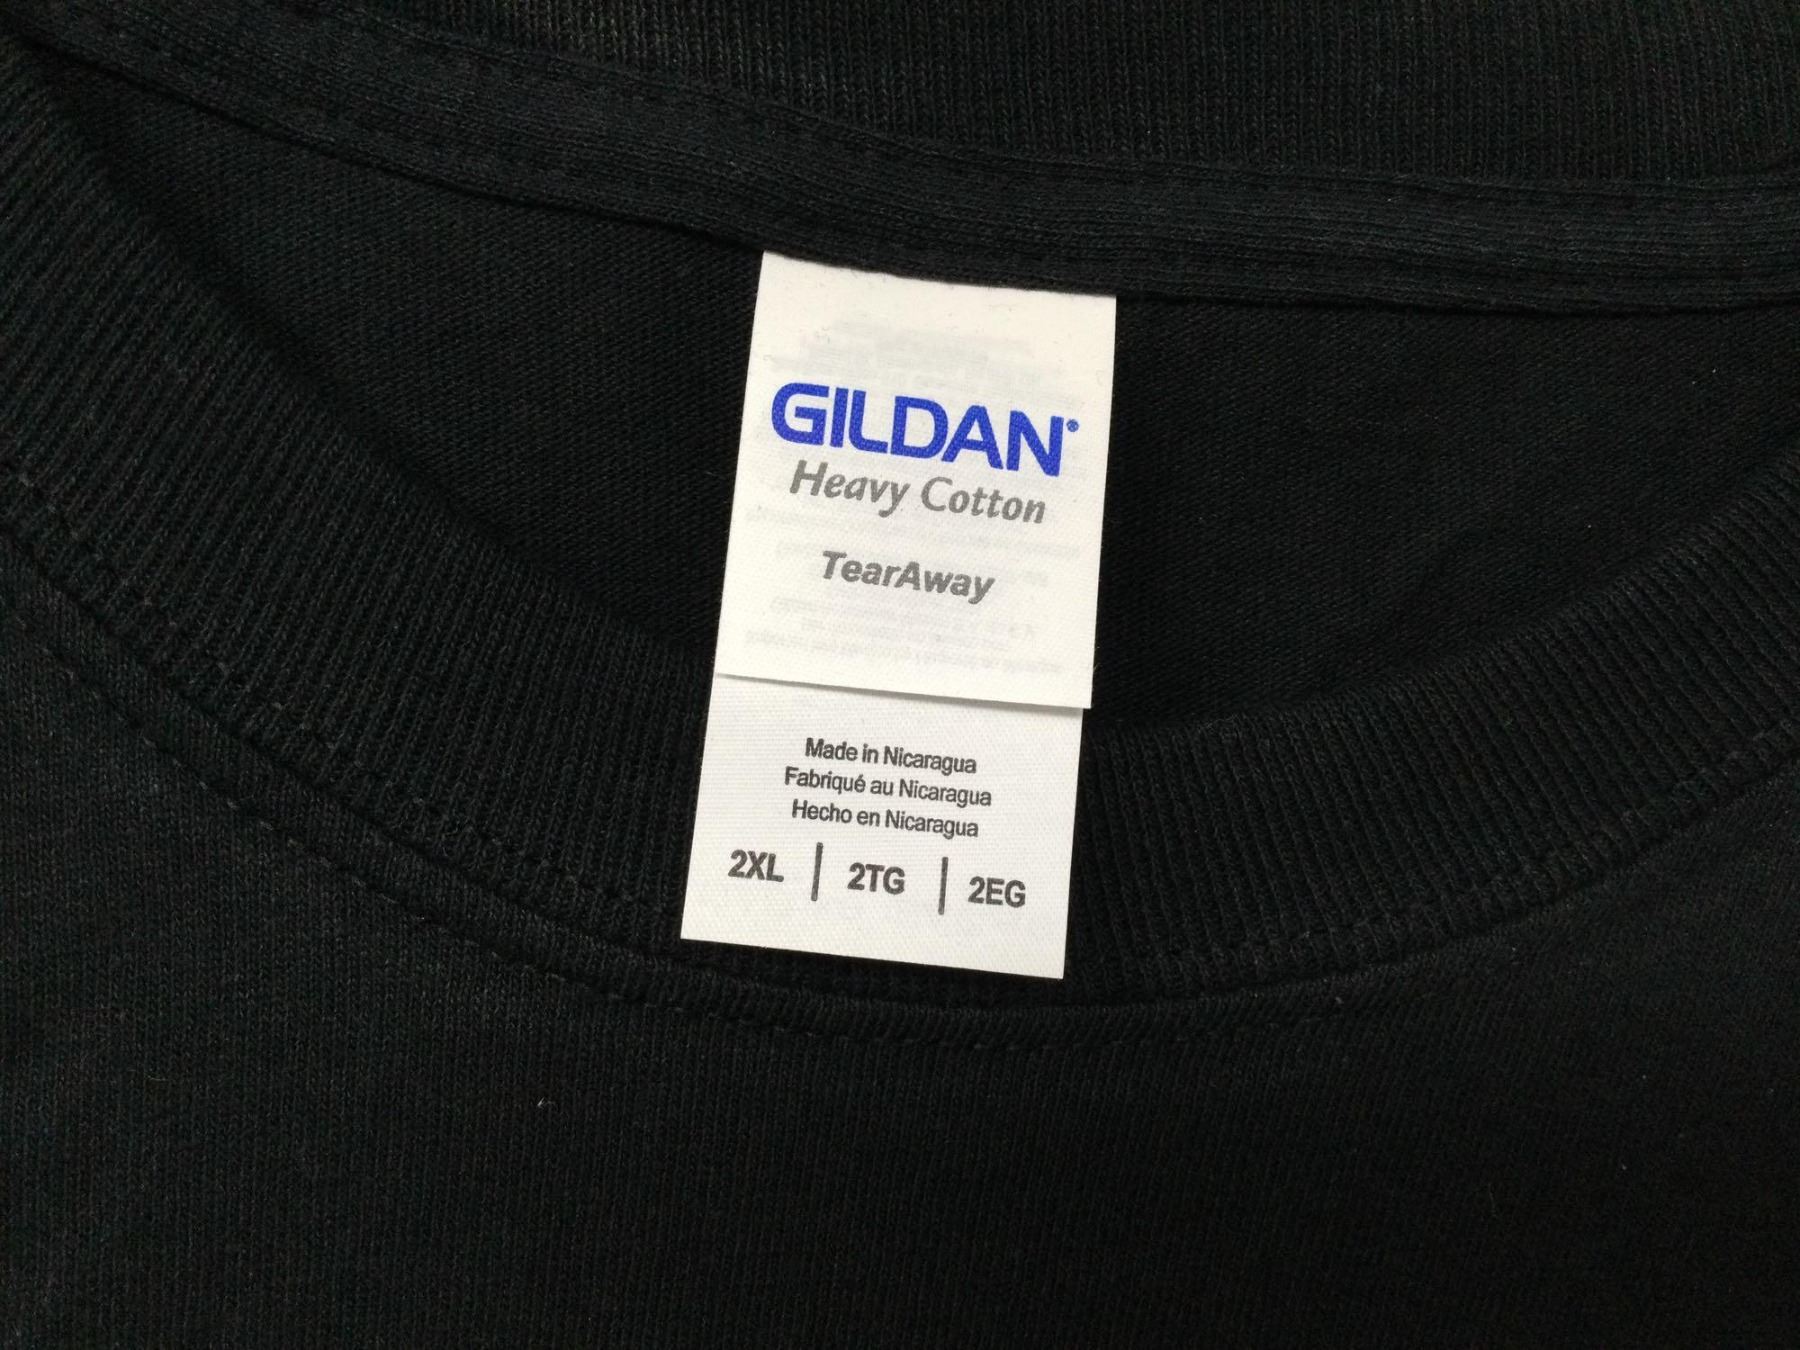 GILDAN®
Heavy Cotton
TearAway
Made in Nicaragua
Fabriqué au Nicaragua
Hecho en Nicaragua
2XL | 2TG | 2EG